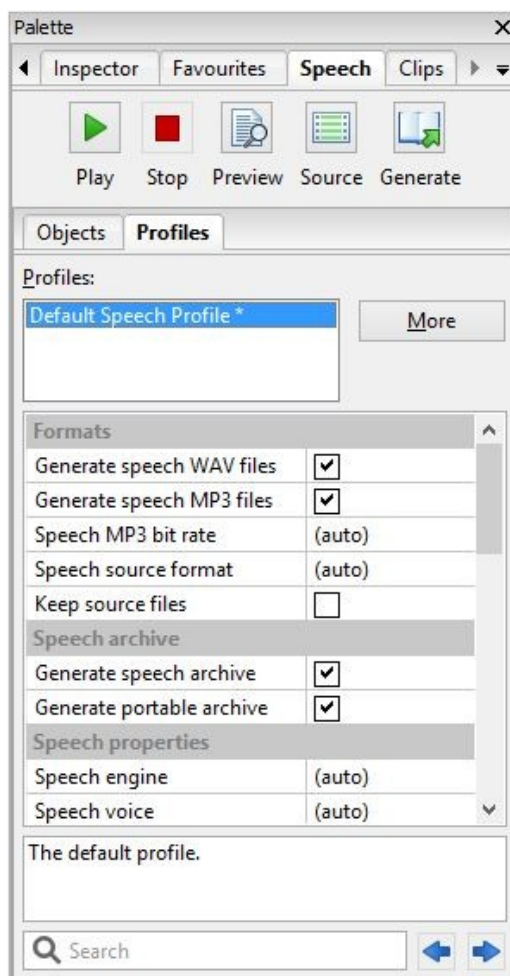 Palette
Inspector Favourites Speech Clips
Play Stop Preview Source Generate
Objects Profiles
Profiles:
Default Speech Profile *
More
Formats
Generate speech WAV files
Generate speech MP3 files
Speech MP3 bit rate (auto)
Speech source format (auto)
Keep source files
Speech archive
Generate speech archive
Generate portable archive
Speech properties
Speech engine (auto)
Speech voice (auto)
The default profile.
Search